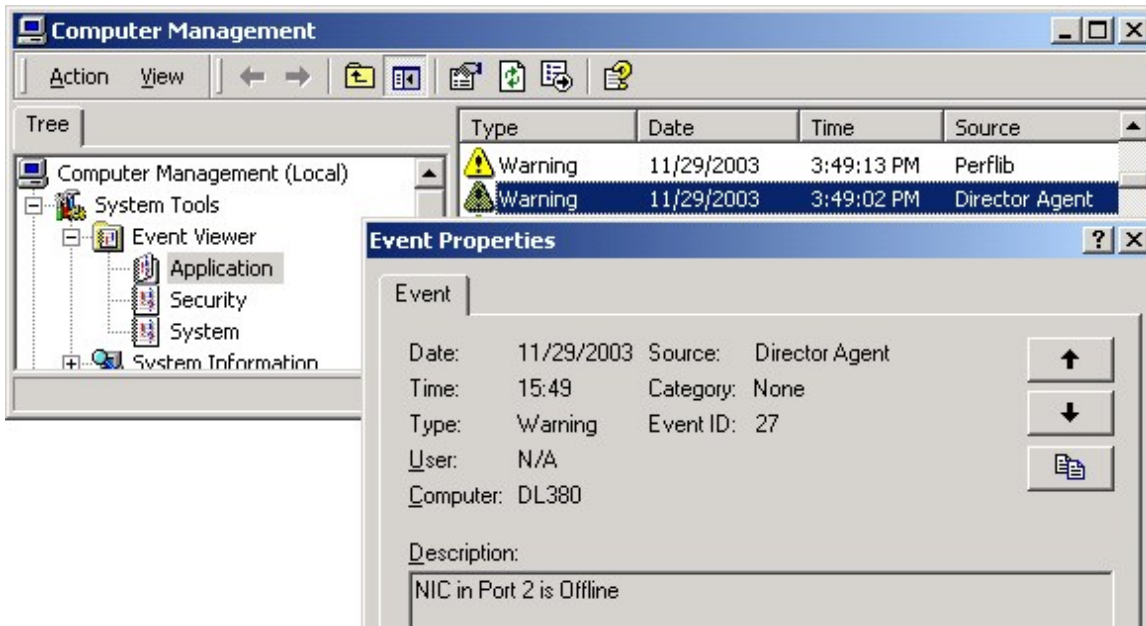 Computer Management
Action View
Tree
Type Date Time Source
Warning 11/29/2003 3:49:13 PM Perflib
Warning 11/29/2003 3:49:02 PM Director Agent
Computer Management (Local)
System Tools
Event Viewer
Application
Security
System
System Information
Event Properties
Event
Date: 11/29/2003 Source: Director Agent
Time: 15:49 Category: None
Type: Warning Event ID: 27
User: N/A
Computer: DL380
Description:
NIC in Port 2 is Offline